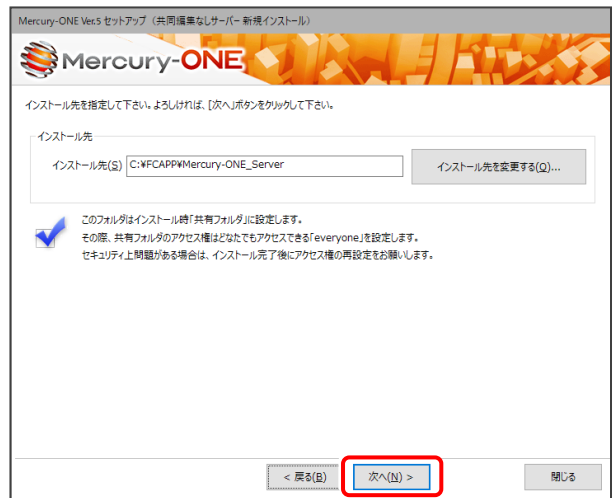 Mercury-ONE Ver.5 セットアップ（共同編集なしサーバー 新規インストール）
Mercury-ONE
インストール先を指定して下さい。よろしければ、[次へ]ボタンをクリックして下さい。
インストール先
インストール先(S) C:¥FCAPP¥Mercury-ONE_Server インストール先を変更する(O)...
このフォルダはインストール時「共有フォルダ」に設定します。
その際、共有フォルダのアクセス権はどなたでもアクセスできる「everyone」を設定します。
セキュリティ上問題がある場合は、インストール完了後にアクセス権の再設定をお願いします。
< 戻る(B) 次へ(N) > 閉じる